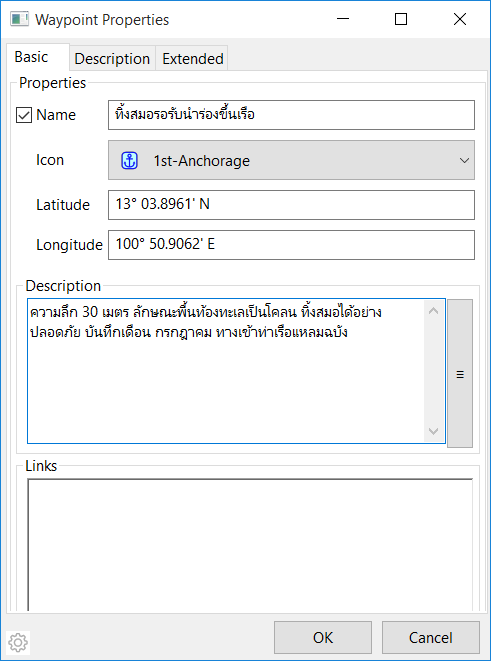 Waypoint Properties
Basic Description Extended
Properties
Name ทิ้งสมอรอรับนำร่องขึ้นเรือ
Icon 1st-Anchorage
Latitude 13° 03.8961' N
Longitude 100° 50.9062' E
Description
ความลึก 30 เมตร ลักษณะพื้นท้องทะเลเป็นโคลน ทิ้งสมอได้อย่าง
ปลอดภัย บันทึกเดือน กรกฎาคม ทางเข้าท่าเรือแหลมฉบัง
Links
OK Cancel